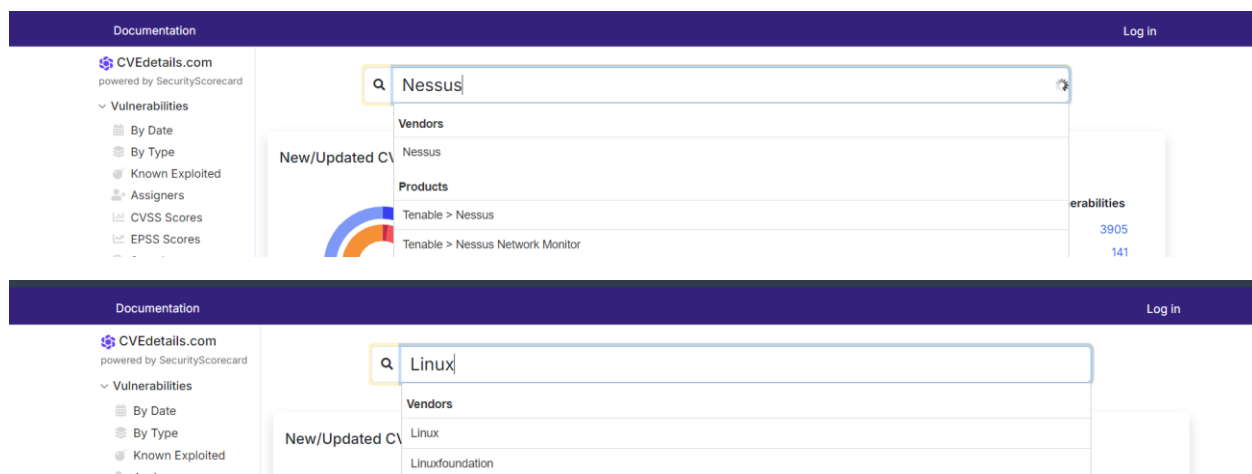 Documentation Log in
CVEdetails.com
powered by SecurityScorecard
Nessus
Vulnerabilities
By Date
By Type
Known Exploited
Assigners
CVSS Scores
EPSS Scores
Vendors
Nessus
New/Updated CV
Products
Tenable > Nessus
Tenable > Nessus Network Monitor
erabilities
3905
141
Documentation Log in
CVEdetails.com
powered by SecurityScorecard
Linux
Vulnerabilities
By Date
By Type
Known Exploited
Vendors
Linux
New/Updated CV
Linuxfoundation